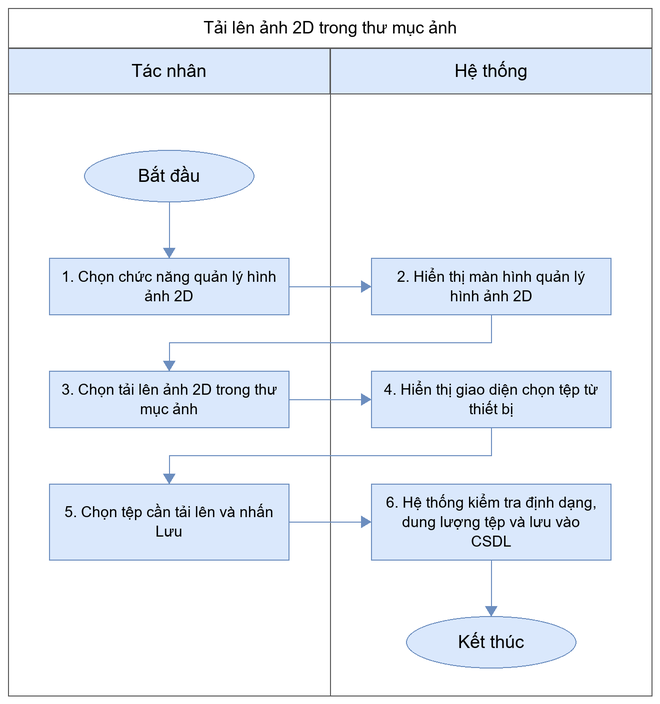 Tải lên ảnh 2D trong thư mục ảnh
Tác nhân
Hệ thống
Bắt đầu
1. Chọn chức năng quản lý hình
ảnh 2D
2. Hiển thị màn hình quản lý
hình ảnh 2D
3. Chọn tải lên ảnh 2D trong thư
mục ảnh
4. Hiển thị giao diện chọn tệp từ
thiết bị
5. Chọn tệp cần tải lên và nhấn
Lưu
6. Hệ thống kiểm tra định dạng,
dung lượng tệp và lưu vào
CSDL
Kết thúc